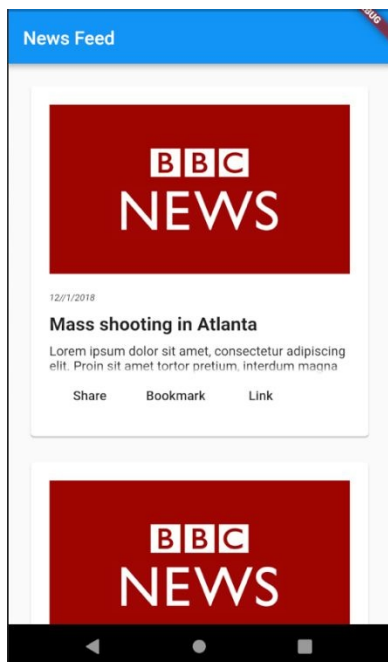 News Feed
BUG
BBC
NEWS
12//1/2018
Mass shooting in Atlanta
Lorem ipsum dolor sit amet, consectetur adipiscing
elit. Proin sit amet tortor pretium, interdum magna
Share Bookmark Link
BBC
NEWS